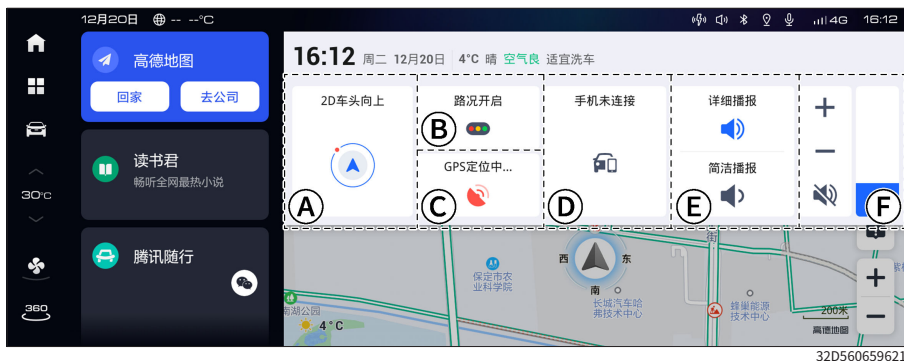 12月20日 -- --°C 4G 16:12
高德地图
回家 去公司
读书君
畅听全网最热小说
30°C
腾讯随行
360
16:12 周二 12月20日 4°C 晴 空气良 适宜洗车
2D车头向上
A
路况开启
B
GPS定位中...
C
手机未连接
D
详细播报
简洁播报
E
+
−
F
街
西 东
南
保定市农
业科学院
长城汽车哈
弗技术中心
蜂巢能源
技术中心
湖公园
4°C
+
200米
−
高德地图
32D560659621